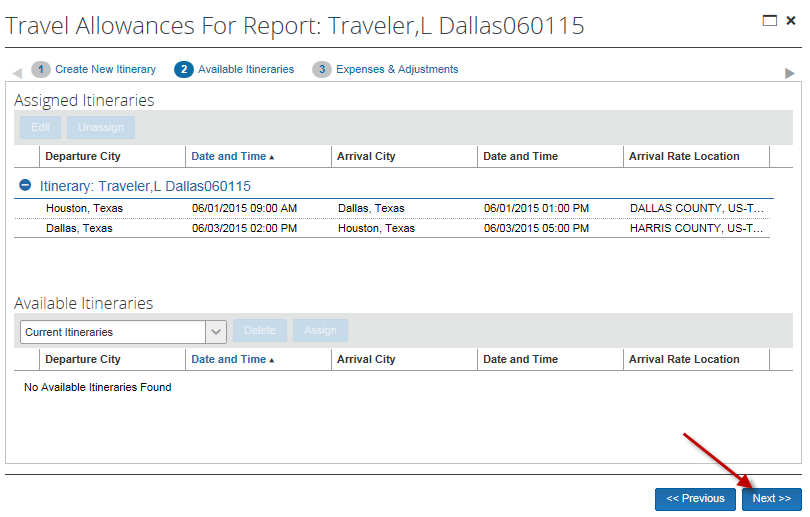 Travel Allowances For Report: Traveler,L Dallas060115
1 Create New Itinerary 2 Available Itineraries 3 Expenses & Adjustments
Assigned Itineraries
Edit Unassign
Departure City Date and Time Arrival City Date and Time Arrival Rate Location
Itinerary: Traveler,L Dallas060115
Houston, Texas 06/01/2015 09:00 AM Dallas, Texas 06/01/2015 01:00 PM DALLAS COUNTY, US-T...
Dallas, Texas 06/03/2015 02:00 PM Houston, Texas 06/03/2015 05:00 PM HARRIS COUNTY, US-T...
Available Itineraries
Current Itineraries Delete Assign
Departure City Date and Time Arrival City Date and Time Arrival Rate Location
No Available Itineraries Found
<< Previous Next >>